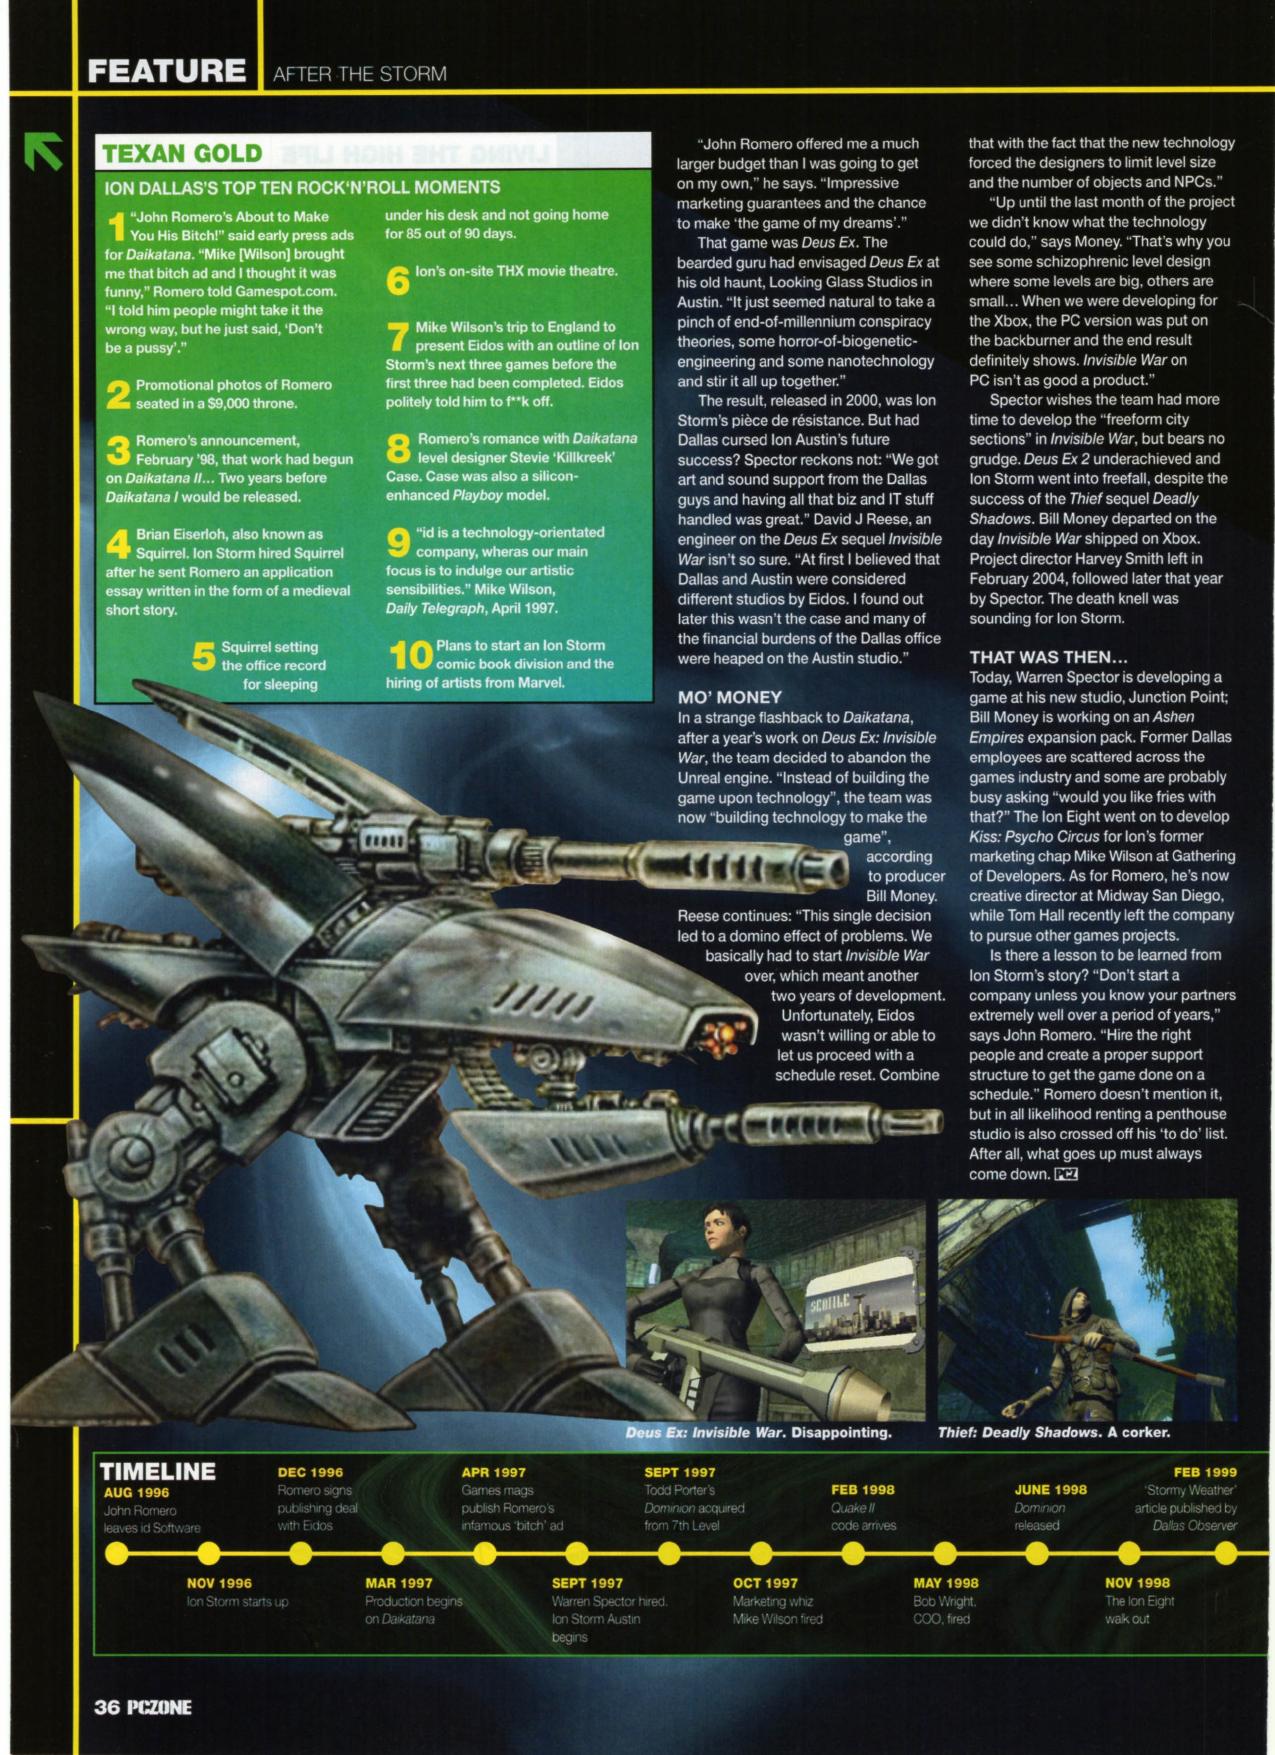 FEATURE
AFTER THE STORM
TEXAN GOLD
ION DALLAS'S TOP TEN ROCK'N'ROLL MOMENTS
1 "John Romero's About to Make
You His Bitch!" said early press ads
for Daikatana. "Mike [Wilson] brought
me that bitch ad and I thought it was
funny," Romero told Gamespot.com.
"I told him people might take it the
wrong way, but he just said, 'Don't
be a pussy'."
2 Promotional photos of Romero
seated in a $9,000 throne.
3 Romero's announcement,
February '98, that work had begun
on Daikatana II... Two years before
Daikatana I would be released.
4 Brian Eiserloh, also known as
Squirrel. Ion Storm hired Squirrel
after he sent Romero an application
essay written in the form of a medieval
short story.
5 Squirrel setting
the office record
for sleeping
under his desk and not going home
for 85 out of 90 days.
6 Ion's on-site THX movie theatre.
7 Mike Wilson's trip to England to
present Eidos with an outline of Ion
Storm's next three games before the
first three had been completed. Eidos
politely told him to f**k off.
8 Romero's romance with Daikatana
level designer Stevie 'Killkreek'
Case. Case was also a silicon-
enhanced Playboy model.
9 "id is a technology-orientated
company, wheras our main
focus is to indulge our artistic
sensibilities." Mike Wilson,
Daily Telegraph, April 1997.
10 Plans to start an Ion Storm
comic book division and the
hiring of artists from Marvel.
"John Romero offered me a much
larger budget than I was going to get
on my own," he says. "Impressive
marketing guarantees and the chance
to make 'the game of my dreams'."
That game was Deus Ex. The
bearded guru had envisaged Deus Ex at
his old haunt, Looking Glass Studios in
Austin. "It just seemed natural to take a
pinch of end-of-millennium conspiracy
theories, some horror-of-biogenetic-
engineering and some nanotechnology
and stir it all up together."
The result, released in 2000, was Ion
Storm's pièce de résistance. But had
Dallas cursed Ion Austin's future
success? Spector reckons not: "We got
art and sound support from the Dallas
guys and having all that biz and IT stuff
handled was great." David J Reese, an
engineer on the Deus Ex sequel Invisible
War isn't so sure. "At first I believed that
Dallas and Austin were considered
different studios by Eidos. I found out
later this wasn't the case and many of
the financial burdens of the Dallas office
were heaped on the Austin studio."
MO' MONEY
In a strange flashback to Daikatana,
after a year's work on Deus Ex: Invisible
War, the team decided to abandon the
Unreal engine. "Instead of building the
game upon technology", the team was
now "building technology to make the
game",
according
to producer
Bill Money.
Reese continues: "This single decision
led to a domino effect of problems. We
basically had to start Invisible War
over, which meant another
two years of development.
Unfortunately, Eidos
wasn't willing or able to
let us proceed with a
schedule reset. Combine
that with the fact that the new technology
forced the designers to limit level size
and the number of objects and NPCs."
"Up until the last month of the project
we didn't know what the technology
could do," says Money. "That's why you
see some schizophrenic level design
where some levels are big, others are
small... When we were developing for
the Xbox, the PC version was put on
the backburner and the end result
definitely shows. Invisible War on
PC isn't as good a product."
Spector wishes the team had more
time to develop the "freeform city
sections" in Invisible War, but bears no
grudge. Deus Ex 2 underachieved and
Ion Storm went into freefall, despite the
success of the Thief sequel Deadly
Shadows. Bill Money departed on the
day Invisible War shipped on Xbox.
Project director Harvey Smith left in
February 2004, followed later that year
by Spector. The death knell was
sounding for Ion Storm.
THAT WAS THEN...
Today, Warren Spector is developing a
game at his new studio, Junction Point;
Bill Money is working on an Ashen
Empires expansion pack. Former Dallas
employees are scattered across the
games industry and some are probably
busy asking "would you like fries with
that?" The Ion Eight went on to develop
Kiss: Psycho Circus for Ion's former
marketing chap Mike Wilson at Gathering
of Developers. As for Romero, he's now
creative director at Midway San Diego,
while Tom Hall recently left the company
to pursue other games projects.
Is there a lesson to be learned from
Ion Storm's story? "Don't start a
company unless you know your partners
extremely well over a period of years,"
says John Romero. "Hire the right
people and create a proper support
structure to get the game done on a
schedule." Romero doesn't mention it,
but in all likelihood renting a penthouse
studio is also crossed off his 'to do' list.
After all, what goes up must always
come down. PCZ
SEATTLE
Deus Ex: Invisible War. Disappointing.
Thief: Deadly Shadows. A corker.
TIMELINE
AUG 1996
John Romero
leaves id Software
NOV 1996
Ion Storm starts up
DEC 1996
Romero signs
publishing deal
with Eidos
MAR 1997
Production begins
on Daikatana
APR 1997
Games mags
publish Romero's
infamous 'bitch' ad
SEPT 1997
Warren Spector hired.
Ion Storm Austin
begins
SEPT 1997
Todd Porter's
Dominion acquired
from 7th Level
OCT 1997
Marketing whiz
Mike Wilson fired
FEB 1998
Quake II
code arrives
MAY 1998
Bob Wright,
COO, fired
JUNE 1998
Dominion
released
NOV 1998
The Ion Eight
walk out
FEB 1999
'Stormy Weather'
article published by
Dallas Observer
36 PCZONE